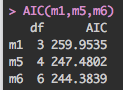 > AIC(m1,m5,m6)
df AIC
m1 3 259.9535
m5 4 247.4802
m6 6 244.3839